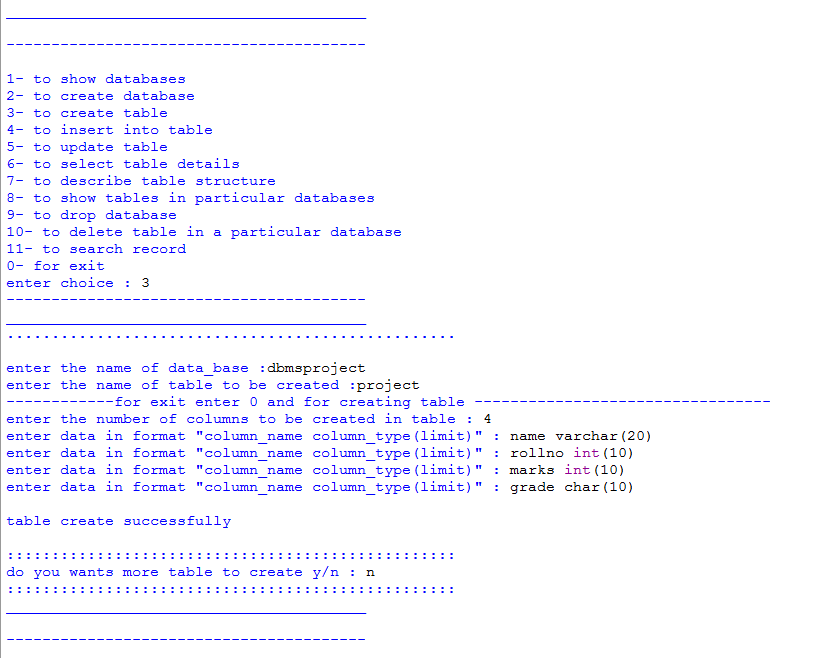 ________________________________________
----------------------------------------
1- to show databases
2- to create database
3- to create table
4- to insert into table
5- to update table
6- to select table details
7- to describe table structure
8- to show tables in particular databases
9- to drop database
10- to delete table in a particular database
11- to search record
0- for exit
enter choice : 3
----------------------------------------
________________________________________
..................................................
enter the name of data_base :dbmsproject
enter the name of table to be created :project
------------for exit enter 0 and for creating table ---------------------------------
enter the number of columns to be created in table : 4
enter data in format "column_name column_type(limit)" : name varchar(20)
enter data in format "column_name column_type(limit)" : rollno int(10)
enter data in format "column_name column_type(limit)" : marks int(10)
enter data in format "column_name column_type(limit)" : grade char(10)
table create successfully
::::::::::::::::::::::::::::::::::::::::::::::::::
do you wants more table to create y/n : n
::::::::::::::::::::::::::::::::::::::::::::::::::
________________________________________
----------------------------------------